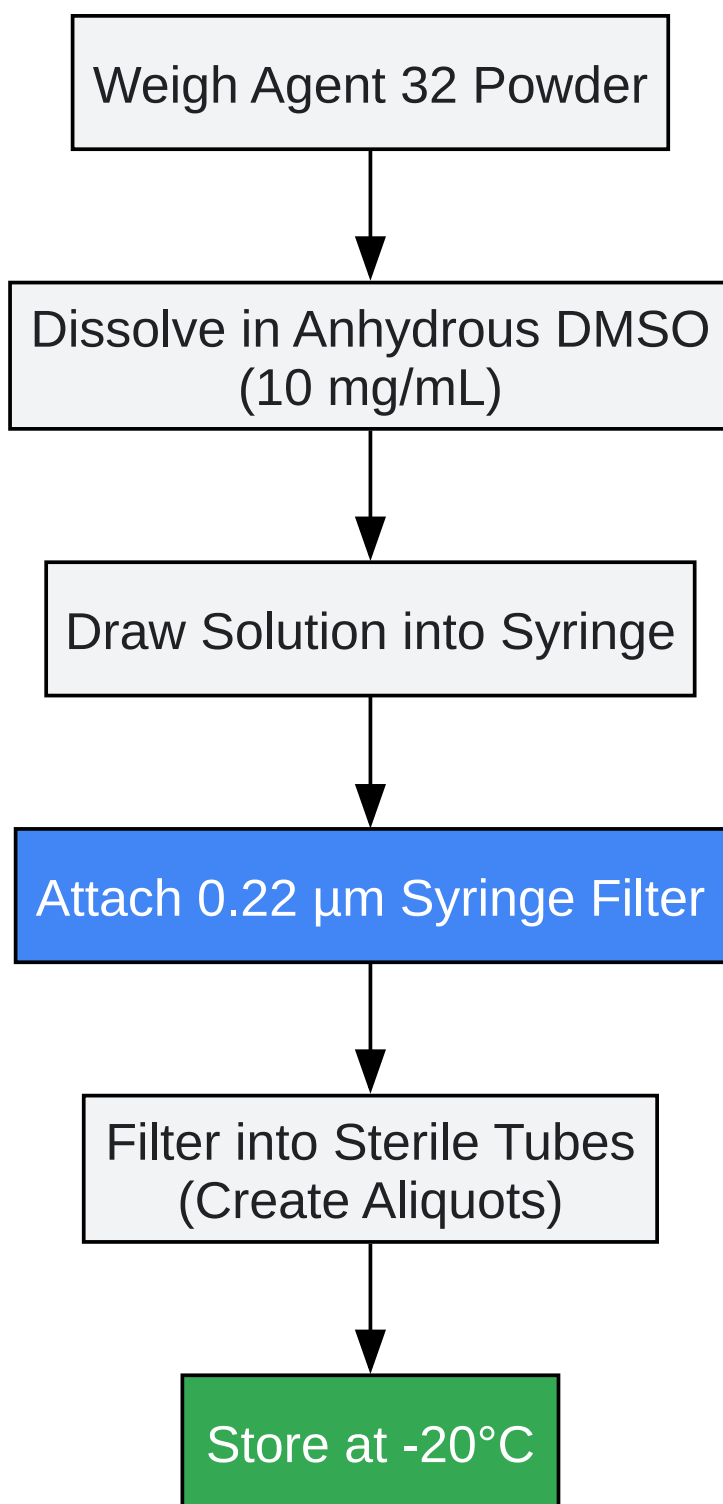 Weigh Agent 32 Powder
Dissolve in Anhydrous DMSO
(10 mg/mL)
Draw Solution into Syringe
Attach 0.22 µm Syringe Filter
Filter into Sterile Tubes
(Create Aliquots)
Store at -20°C